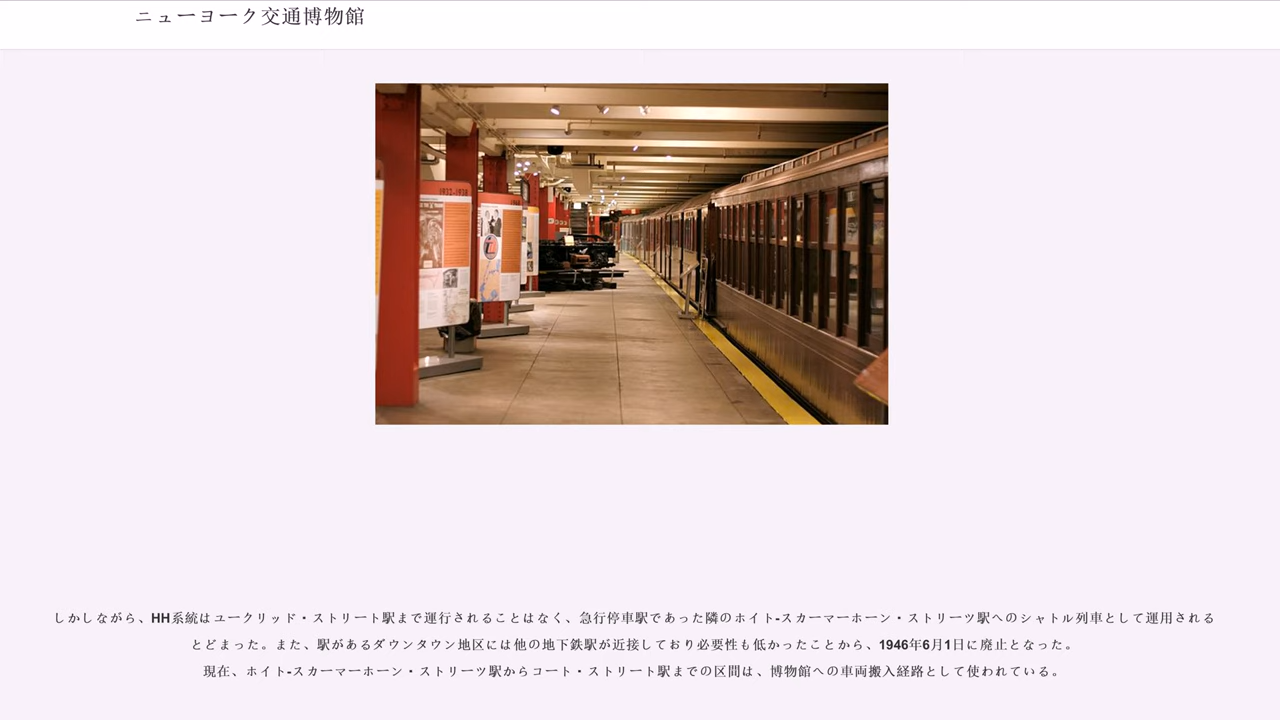 ニューヨーク交通博物館
1932-1938
しかしながら、HH系統はユークリッド・ストリート駅まで運行されることはなく、急行停車駅であった隣のホイト-スカーマーホーン・ストリーツ駅へのシャトル列車として運用される
とどまった。また、駅があるダウンタウン地区には他の地下鉄駅が近接しており必要性も低かったことから、1946年6月1日に廃止となった。
現在、ホイト-スカーマーホーン・ストリーツ駅からコート・ストリート駅までの区間は、博物館への車両搬入経路として使われている。